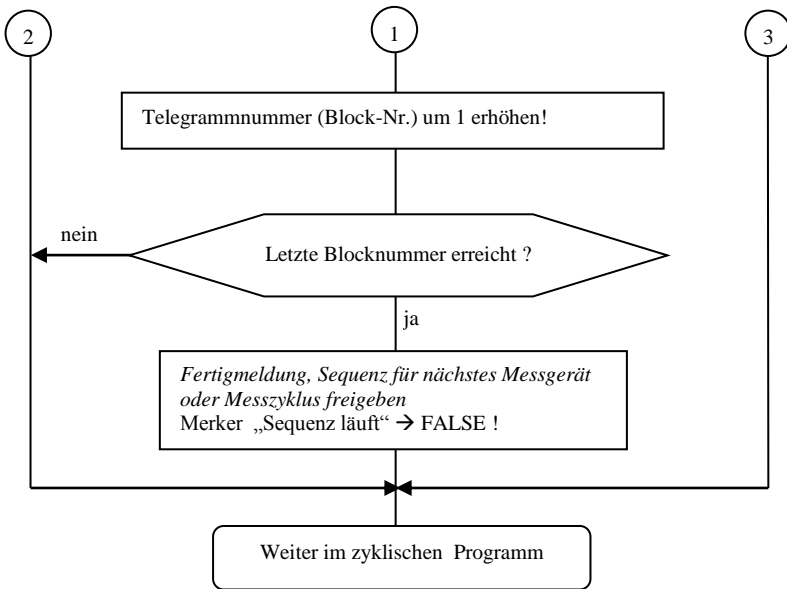 2
1
3
Telegrammnummer (Block-Nr.) um 1 erhöhen!
nein
Letzte Blocknummer erreicht ?
ja
Fertigmeldung, Sequenz für nächstes Messgerät
oder Messzyklus freigeben
Merker „Sequenz läuft“ → FALSE !
Weiter im zyklischen Programm